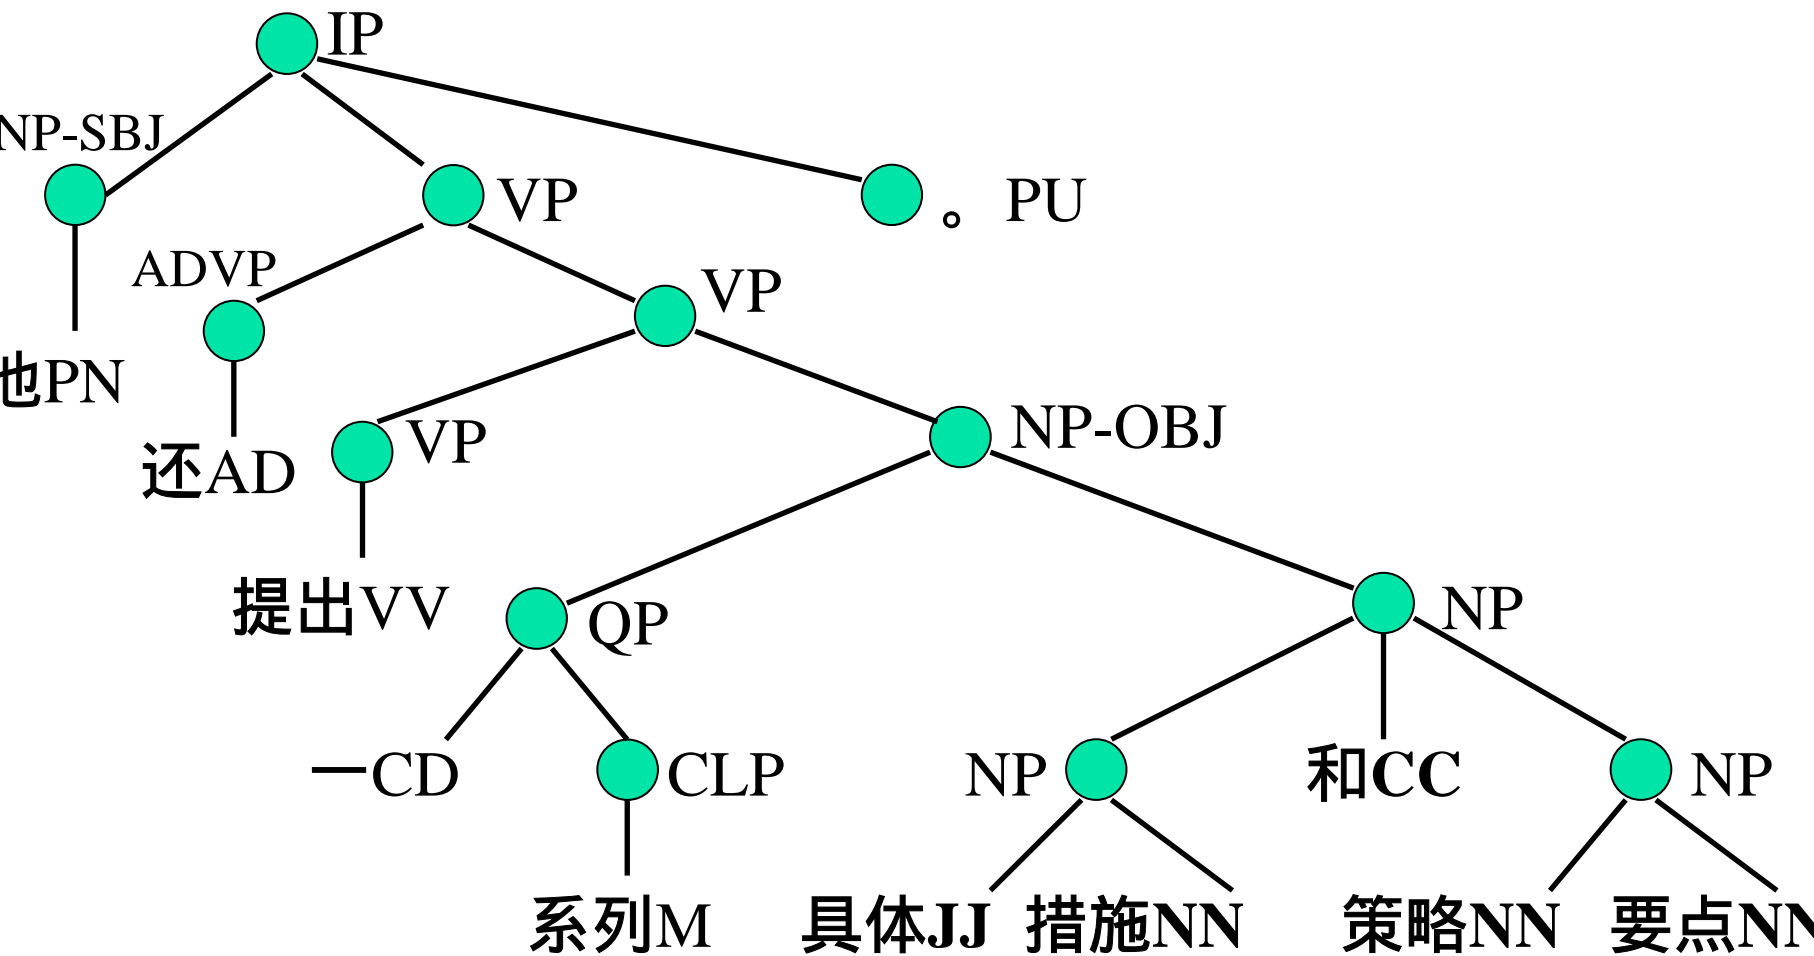 IP
NP-SBJ
VP
。 PU
ADVP
VP
他PN
还AD
VP
NP-OBJ
提出VV
QP
NP
一CD
CLP
NP
和CC
NP
系列M
具体JJ 措施NN
策略NN 要点NN